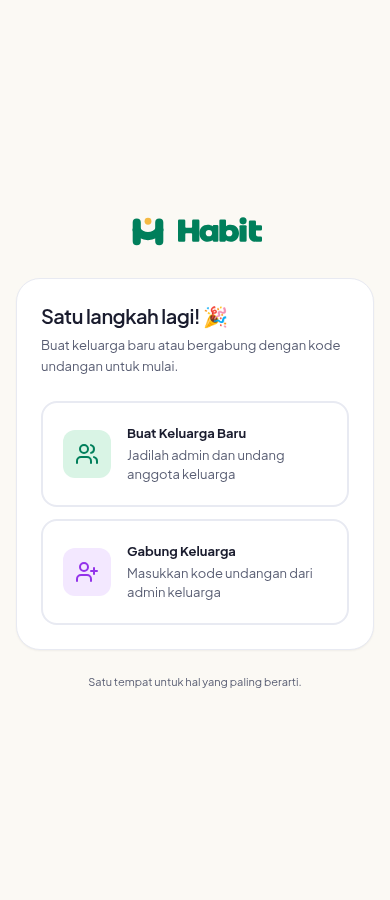 Habit
Satu langkah lagi! 🎉
Buat keluarga baru atau bergabung dengan kode
undangan untuk mulai.
Buat Keluarga Baru
Jadilah admin dan undang
anggota keluarga
Gabung Keluarga
Masukkan kode undangan dari
admin keluarga
Satu tempat untuk hal yang paling berarti.